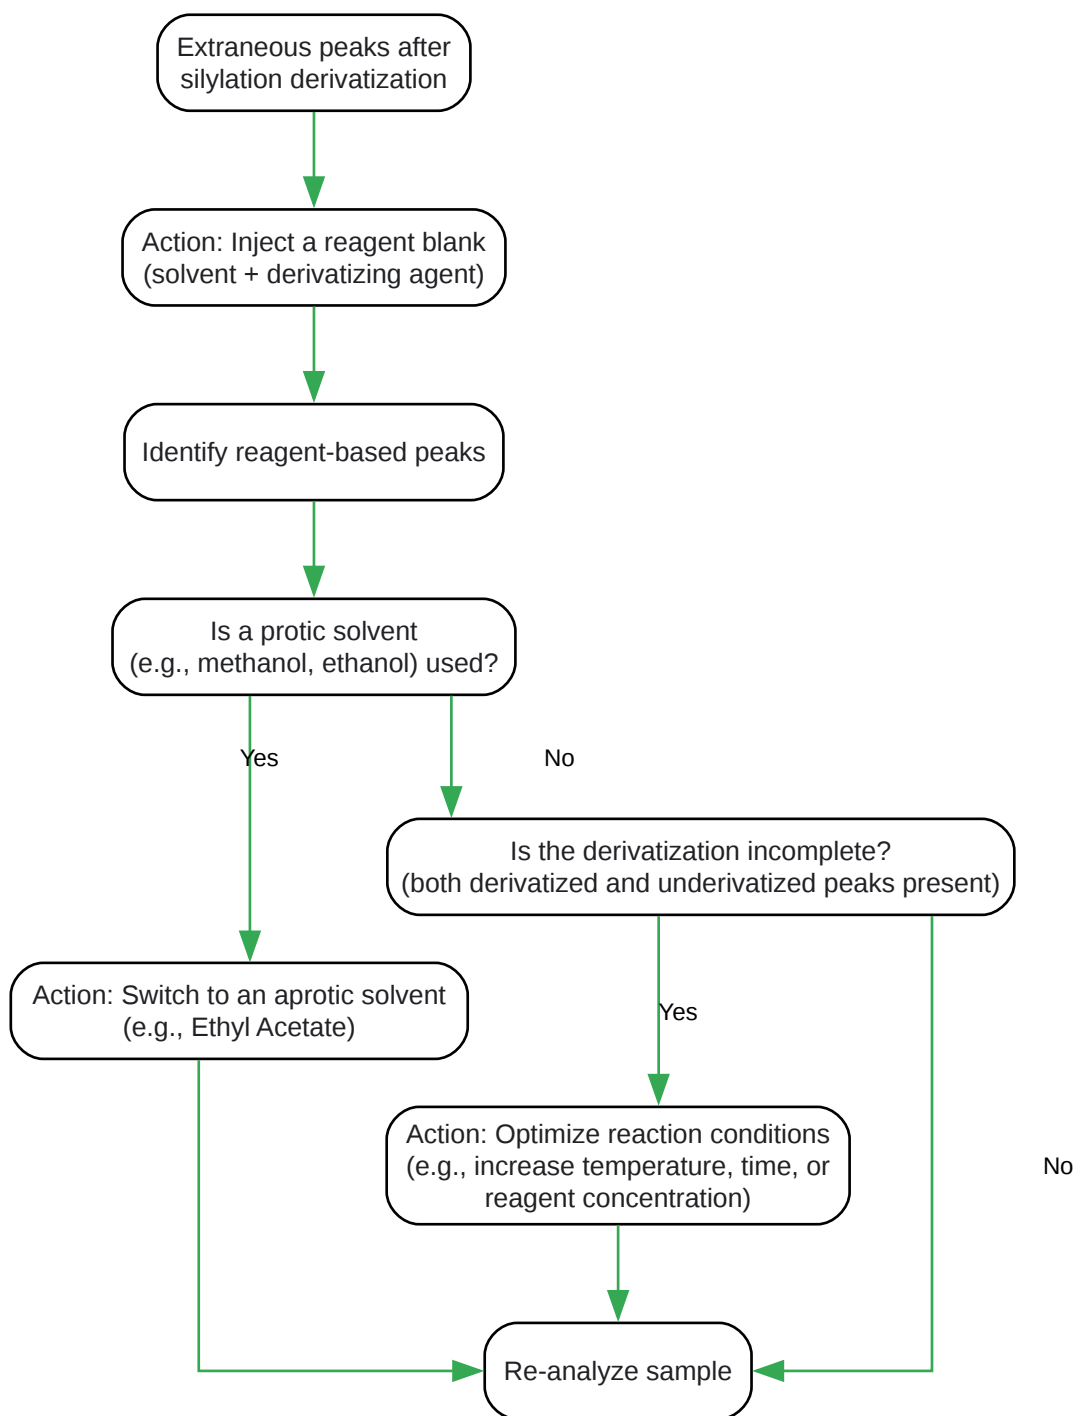 Extraneous peaks after
silylation derivatization
Action: Inject a reagent blank
(solvent + derivatizing agent)
Identify reagent-based peaks
Is a protic solvent
(e.g., methanol, ethanol) used?
Yes
No
Is the derivatization incomplete?
(both derivatized and underivatized peaks present)
Action: Switch to an aprotic solvent
(e.g., Ethyl Acetate)
Yes
Action: Optimize reaction conditions
(e.g., increase temperature, time, or
reagent concentration)
No
Re-analyze sample